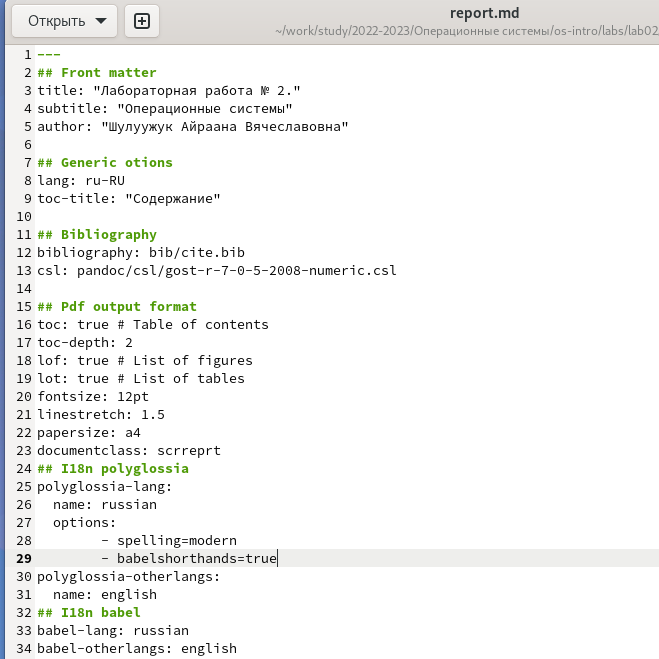 Открыть
report.md
~/work/study/2022-2023/Операционные системы/os-intro/labs/lab02
1 ---
2 ## Front matter
3 title: "Лабораторная работа № 2."
4 subtitle: "Операционные системы"
5 author: "Шулуужук Айраана Вячеславовна"
6
7 ## Generic otions
8 lang: ru-RU
9 toc-title: "Содержание"
10
11 ## Bibliography
12 bibliography: bib/cite.bib
13 csl: pandoc/csl/gost-r-7-0-5-2008-numeric.csl
14
15 ## Pdf output format
16 toc: true # Table of contents
17 toc-depth: 2
18 lof: true # List of figures
19 lot: true # List of tables
20 fontsize: 12pt
21 linestretch: 1.5
22 papersize: a4
23 documentclass: scrreprt
24 ## I18n polyglossia
25 polyglossia-lang:
26   name: russian
27   options:
28         - spelling=modern
29         - babelshorthands=true
30 polyglossia-otherlangs:
31   name: english
32 ## I18n babel
33 babel-lang: russian
34 babel-otherlangs: english